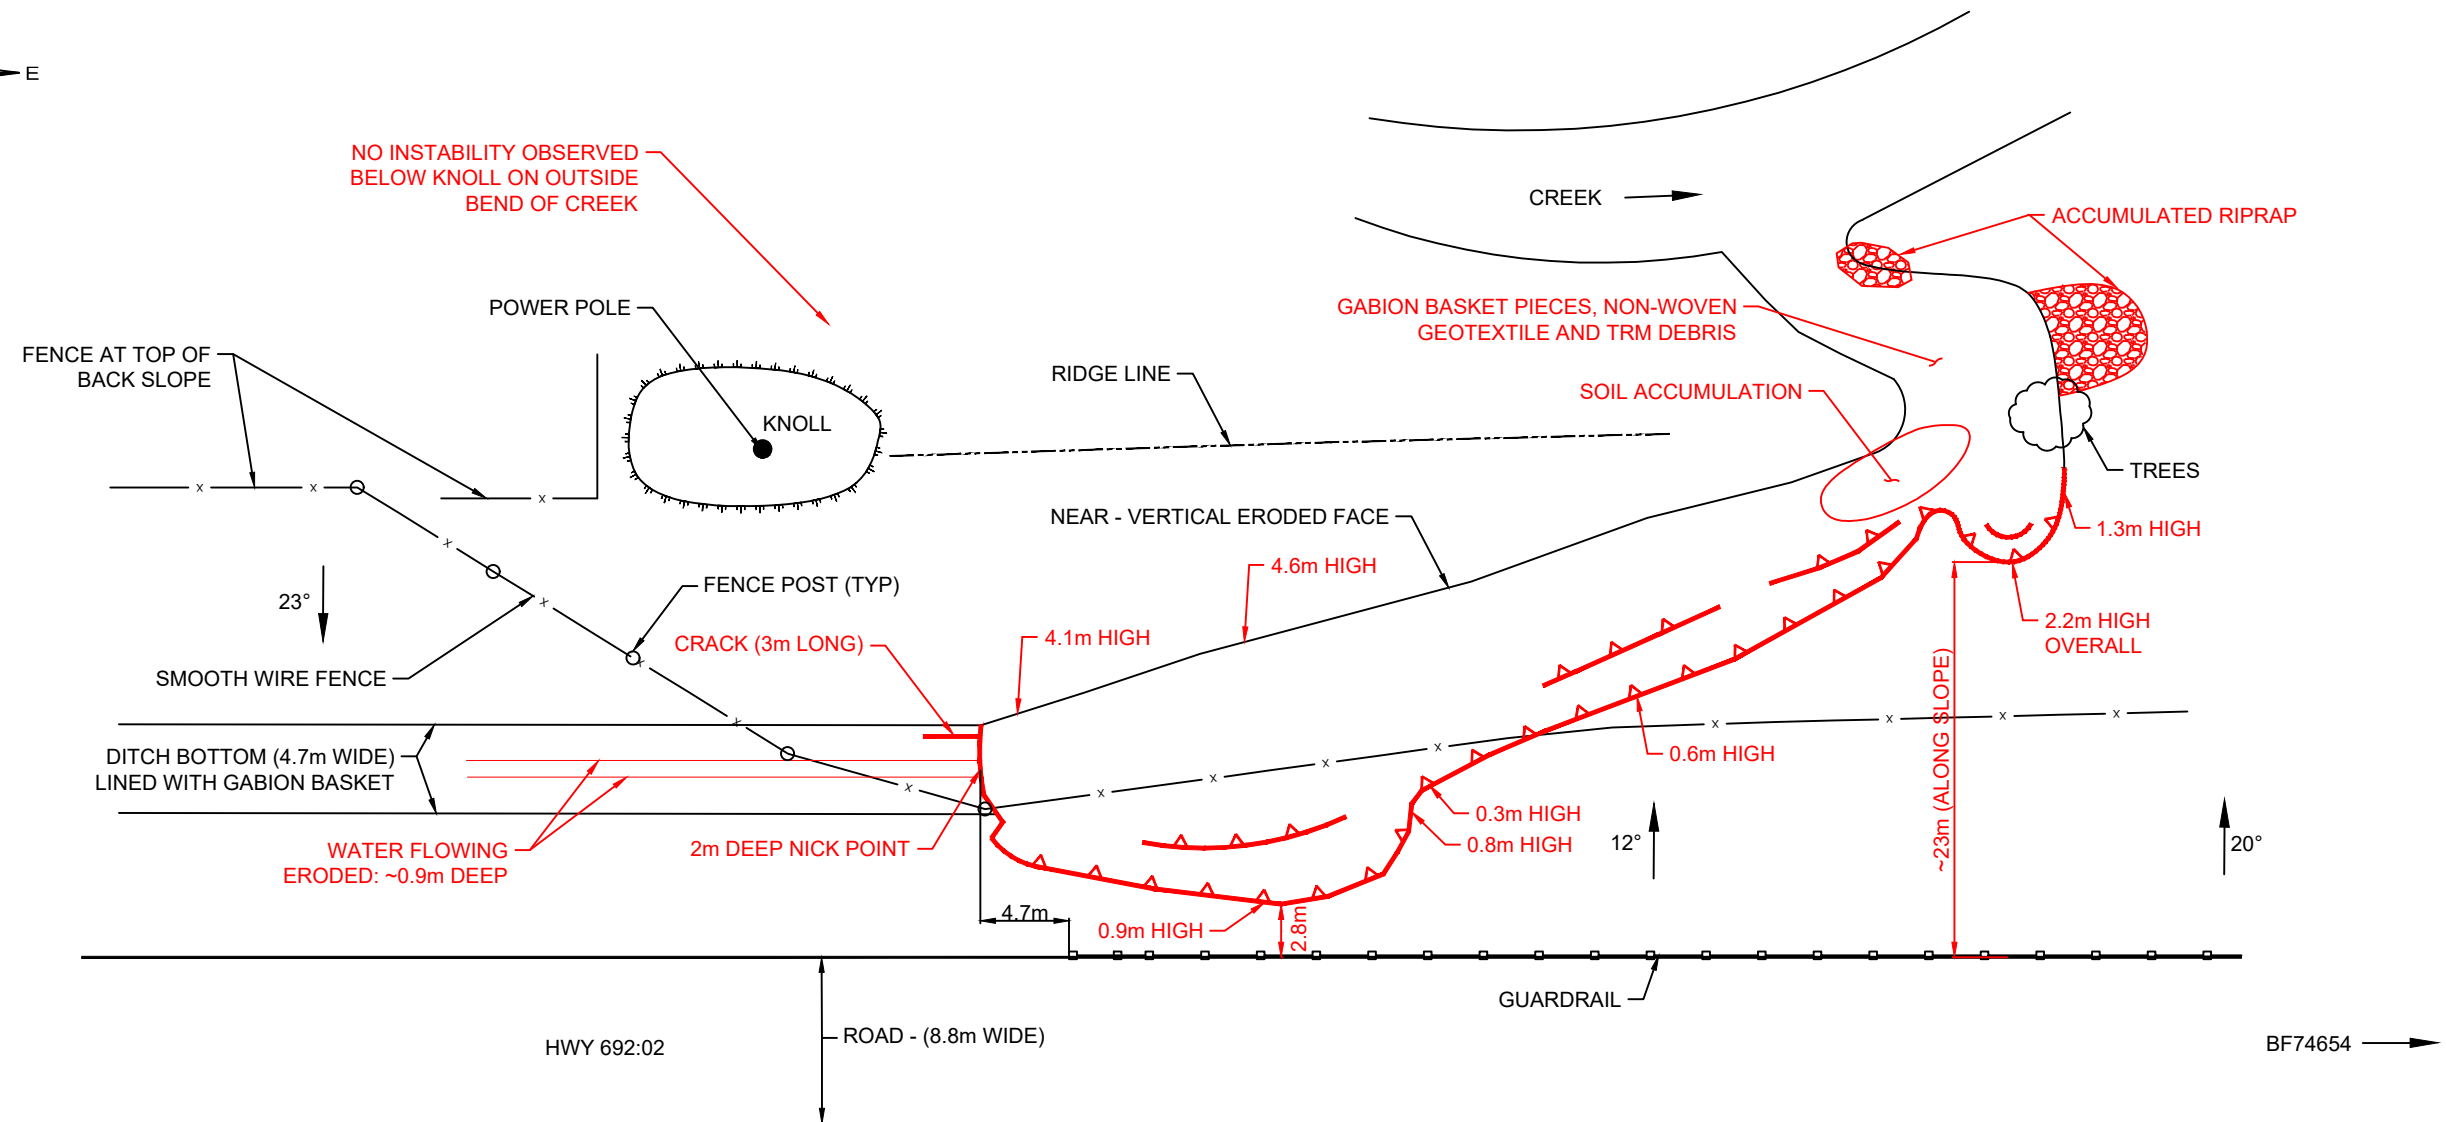 E
NO INSTABILITY OBSERVED
BELOW KNOLL ON OUTSIDE
BEND OF CREEK
CREEK
ACCUMULATED RIPRAP
POWER POLE
GABION BASKET PIECES, NON-WOVEN
GEOTEXTILE AND TRM DEBRIS
FENCE AT TOP OF
BACK SLOPE
RIDGE LINE
SOIL ACCUMULATION
KNOLL
TREES
x x
x
NEAR - VERTICAL ERODED FACE
1.3m HIGH
x
4.6m HIGH
FENCE POST (TYP)
23°
x
2.2m HIGH
OVERALL
4.1m HIGH
CRACK (3m LONG)
x
SMOOTH WIRE FENCE
~23m (ALONG SLOPE)
x
x x x x
x
0.6m HIGH
DITCH BOTTOM (4.7m WIDE)
LINED WITH GABION BASKET
x
x
x
x
0.3m HIGH
0.8m HIGH
12°
20°
WATER FLOWING
ERODED: ~0.9m DEEP
2m DEEP NICK POINT
4.7m
0.9m HIGH
2.8m
GUARDRAIL
ROAD - (8.8m WIDE)
HWY 692:02
BF74654